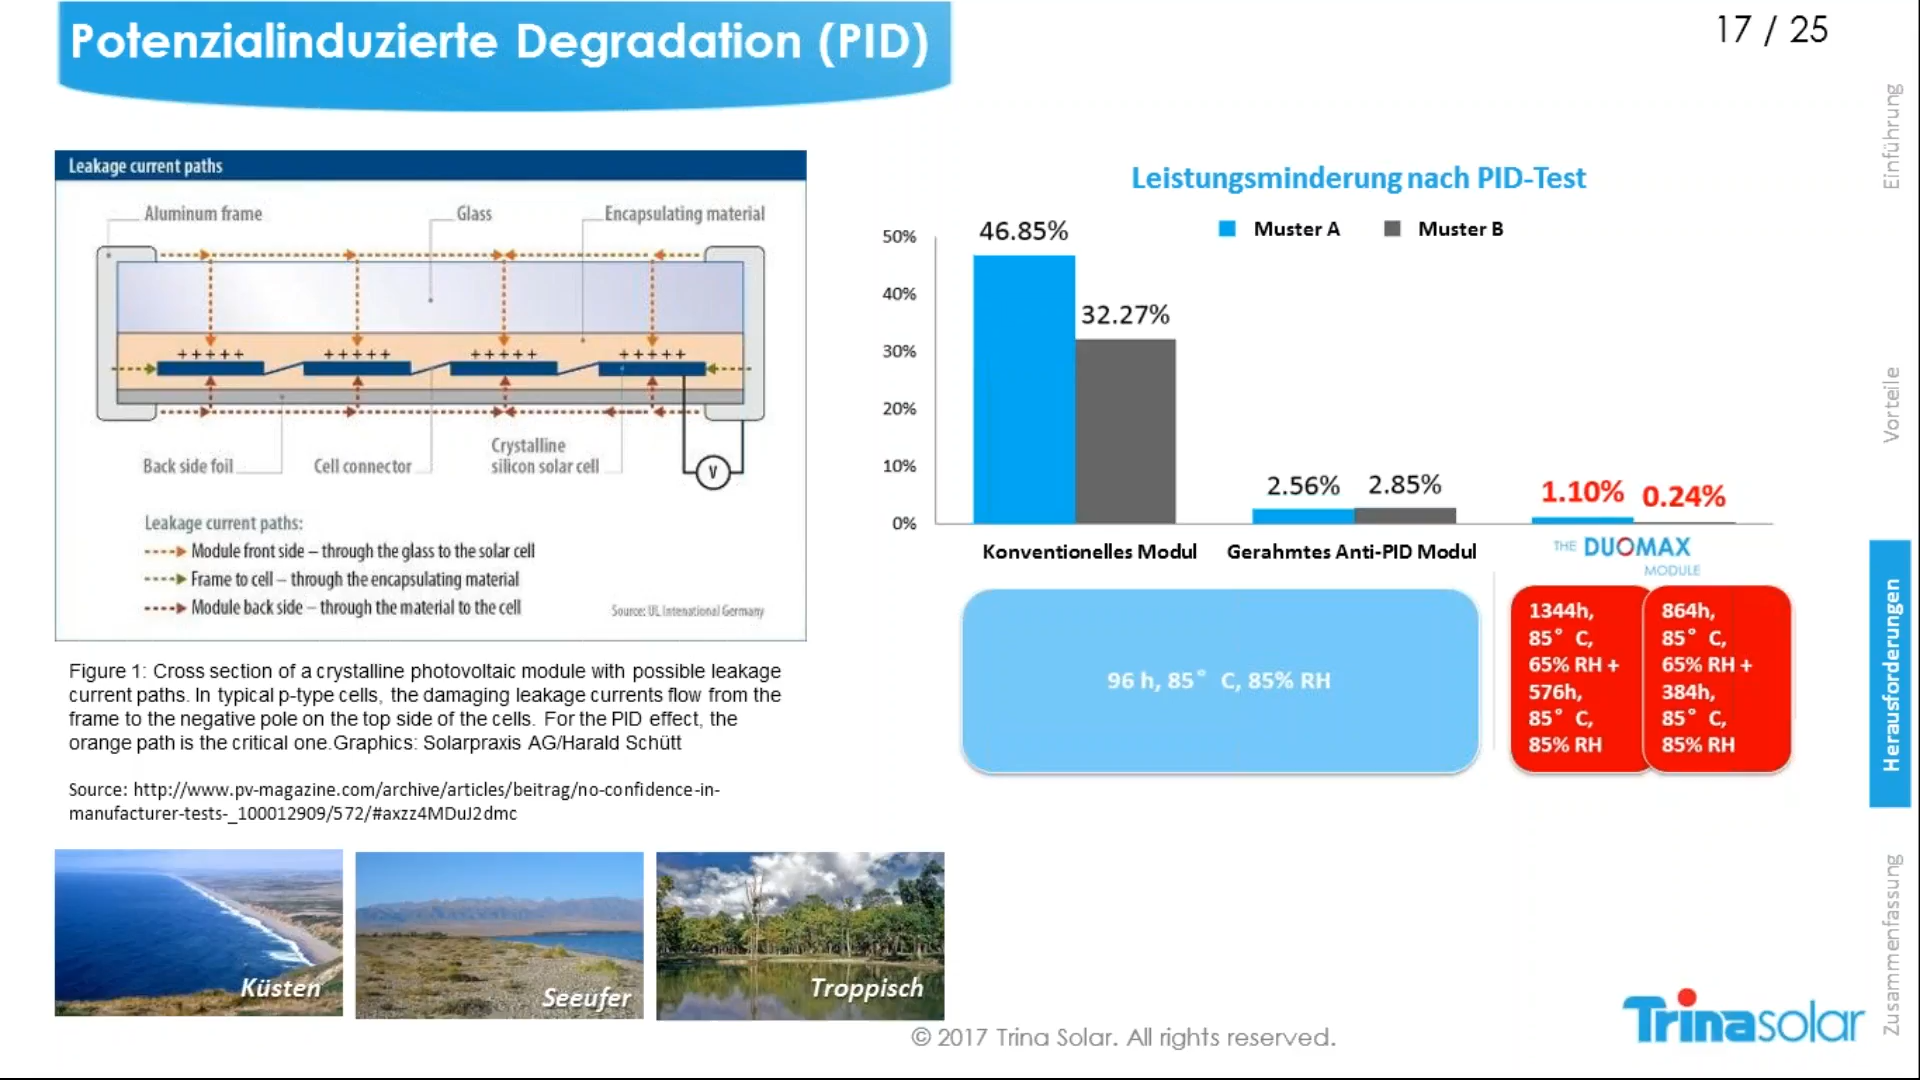 Potenzialinduzierte Degradation (PID)
17 / 25
Leakage current paths
Aluminum frame
Glass
Encapsulating material
+ + + + +
+ + + + +
+ + + + +
+ + + + +
Back side foil
Cell connector
Crystalline
silicon solar cell
V
Leakage current paths:
Module front side – through the glass to the solar cell
Frame to cell – through the encapsulating material
Module back side – through the material to the cell
Source: UL International Germany
Figure 1: Cross section of a crystalline photovoltaic module with possible leakage
current paths. In typical p-type cells, the damaging leakage currents flow from the
frame to the negative pole on the top side of the cells. For the PID effect, the
orange path is the critical one.Graphics: Solarpraxis AG/Harald Schütt
Source: http://www.pv-magazine.com/archive/articles/beitrag/no-confidence-in-
manufacturer-tests-_100012909/572/#axzz4MDuJ2dmc
Küsten
Seeufer
Troppisch
Leistungsminderung nach PID-Test
Muster A
Muster B
50%
40%
30%
20%
10%
0%
46.85%
32.27%
2.56%
2.85%
1.10%
0.24%
Konventionelles Modul
Gerahmtes Anti-PID Modul
THE DUOMAX
MODULE
96 h, 85° C, 85% RH
1344h,
85° C,
65% RH +
576h,
85° C,
85% RH
864h,
85° C,
65% RH +
384h,
85° C,
85% RH
Einführung
Vorteile
Herausforderungen
Zusammenfassung
Trinasolar
© 2017 Trina Solar. All rights reserved.